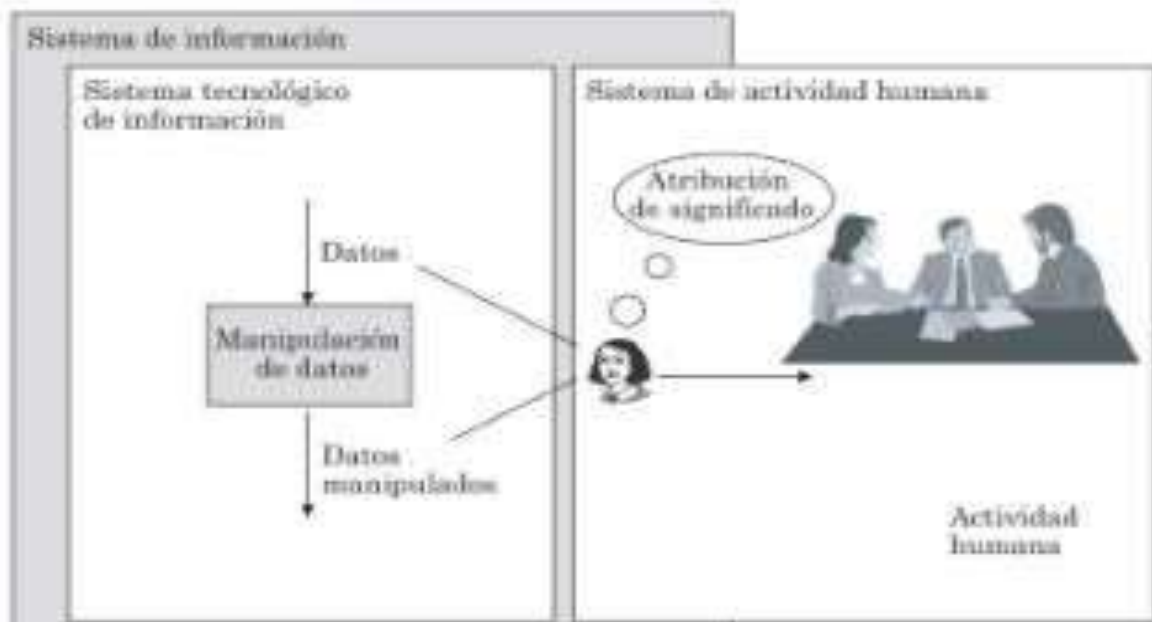 Sistema de información
Sistema tecnológico
de información
Datos
Manipulación
de datos
Datos
manipulados
Sistema de actividad humana
Atribución
de significado
Actividad
humana